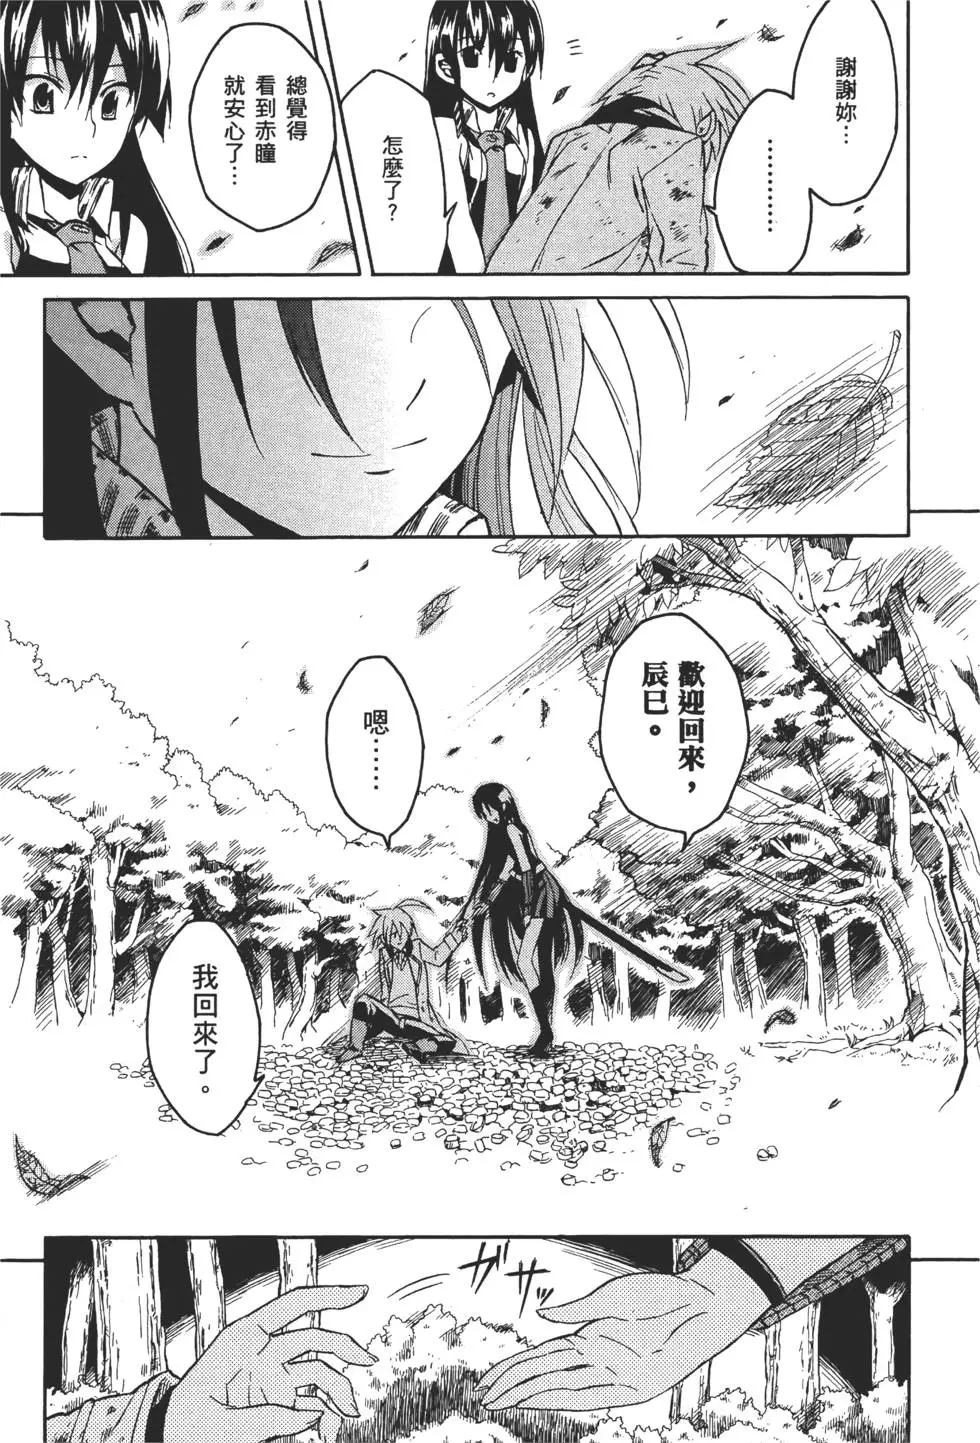 謝謝妳…
………
怎麼了？
總覺得
看到赤瞳
就安心了…
歡迎回來，
辰巳。
嗯……
我回來了。
ガサッ